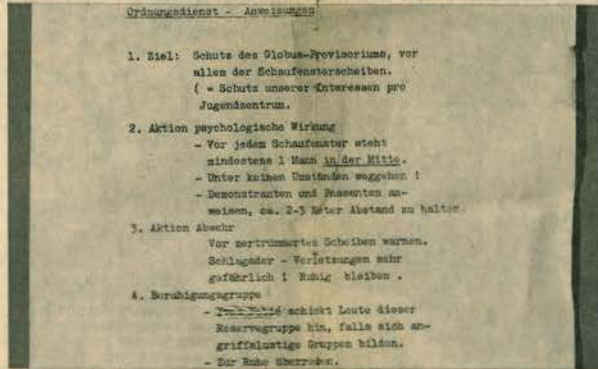 Ordnungsdienst - Anweisungen
1. Ziel: Schutz des Globus-Provisoriums, vor
allem der Schaufensterscheiben.
( = Schutz unserer Interessen pro
Jugendzentrum.
2. Aktion psychologische Wirkung
- Vor jedem Schaufenster steht
mindestens 1 Mann in der Mitte.
- Unter keinen Umständen weggehen !
- Demonstranten und Passanten an-
weisen, ca. 2-3 Meter Abstand zu halten.
3. Aktion Abwehr
Vor zertrümmerten Scheiben warnen.
Schlagader - Verletzungen sehr
gefährlich ! Ruhig bleiben .
4. Beruhigungsgruppe
- schickt Leute dieser
Reservegruppe hin, falls sich an-
griffslustige Gruppen bilden.
- Zur Ruhe überreden.